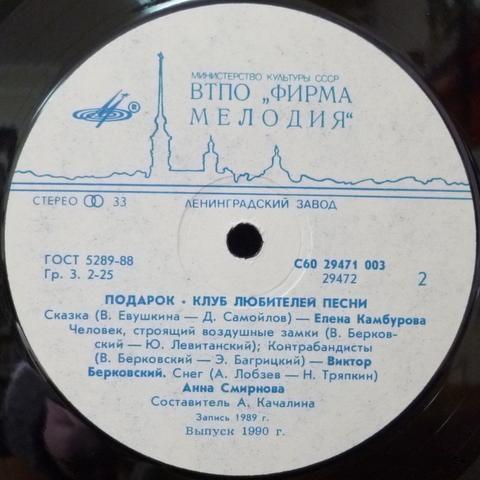 МИНИСТЕРСТВО КУЛЬТУРЫ СССР
ВТПО „ФИРМА
МЕЛОДИЯ“
СТЕРЕО 33 ЛЕНИНГРАДСКИЙ ЗАВОД
ГОСТ 5289-88 С60 29471 003
Гр. 3. 2-25 29472 2
ПОДАРОК • КЛУБ ЛЮБИТЕЛЕЙ ПЕСНИ
Сказка (В. Евушкина — Д. Самойлов) — Елена Камбурова
Человек, строящий воздушные замки (В. Берков-
ский — Ю. Левитанский); Контрабандисты
(В. Берковский — Э. Багрицкий) — Виктор
Берковский. Снег (А. Лобзев — Н. Тряпкин)
Анна Смирнова
Составитель А. Качалина
Запись 1989 г.
Выпуск 1990 г.